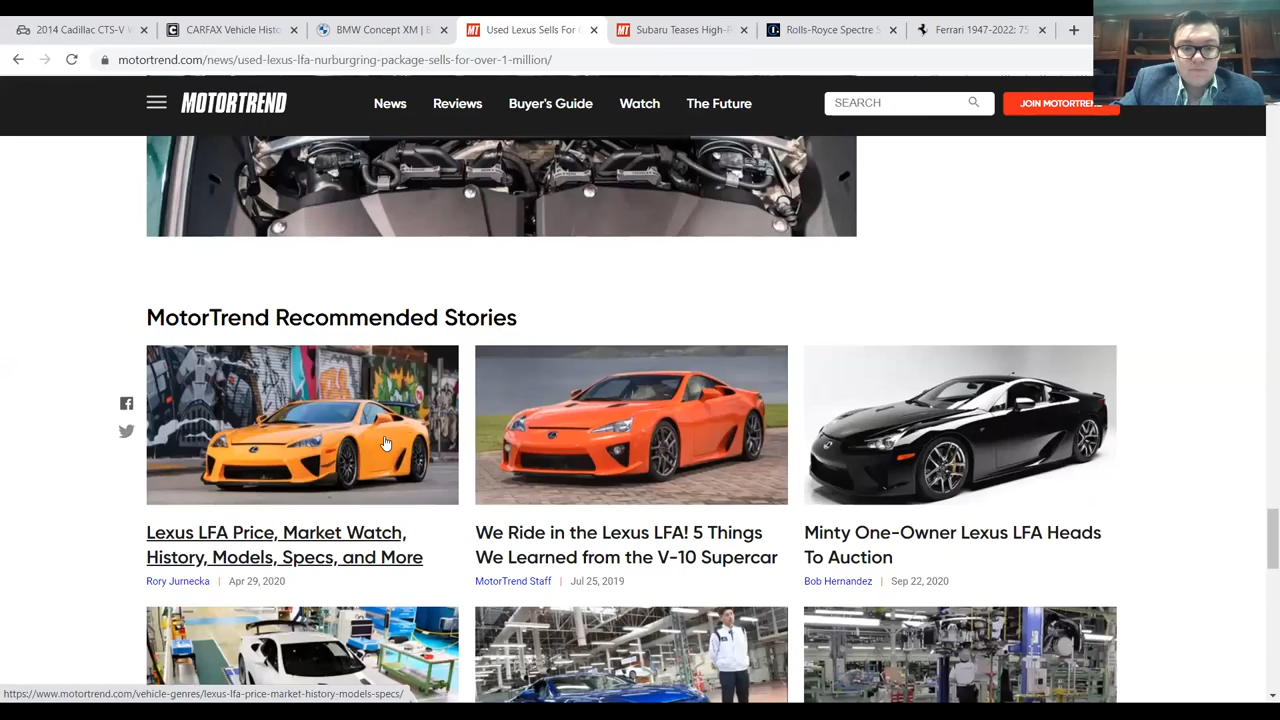 2014 Cadillac CTS-V W
CARFAX Vehicle Histo
BMW Concept XM | B
MT Used Lexus Sells For O
MT Subaru Teases High-P
Rolls-Royce Spectre S
Ferrari 1947-2022: 75
motortrend.com/news/used-lexus-lfa-nurburgring-package-sells-for-over-1-million/
MOTORTREND
News
Reviews
Buyer's Guide
Watch
The Future
SEARCH
JOIN MOTORTREN
MotorTrend Recommended Stories
Lexus LFA Price, Market Watch,
History, Models, Specs, and More
Rory Jurnecka | Apr 29, 2020
We Ride in the Lexus LFA! 5 Things
We Learned from the V-10 Supercar
MotorTrend Staff | Jul 25, 2019
Minty One-Owner Lexus LFA Heads
To Auction
Bob Hernandez | Sep 22, 2020
https://www.motortrend.com/vehicle-genres/lexus-lfa-price-market-history-models-specs/